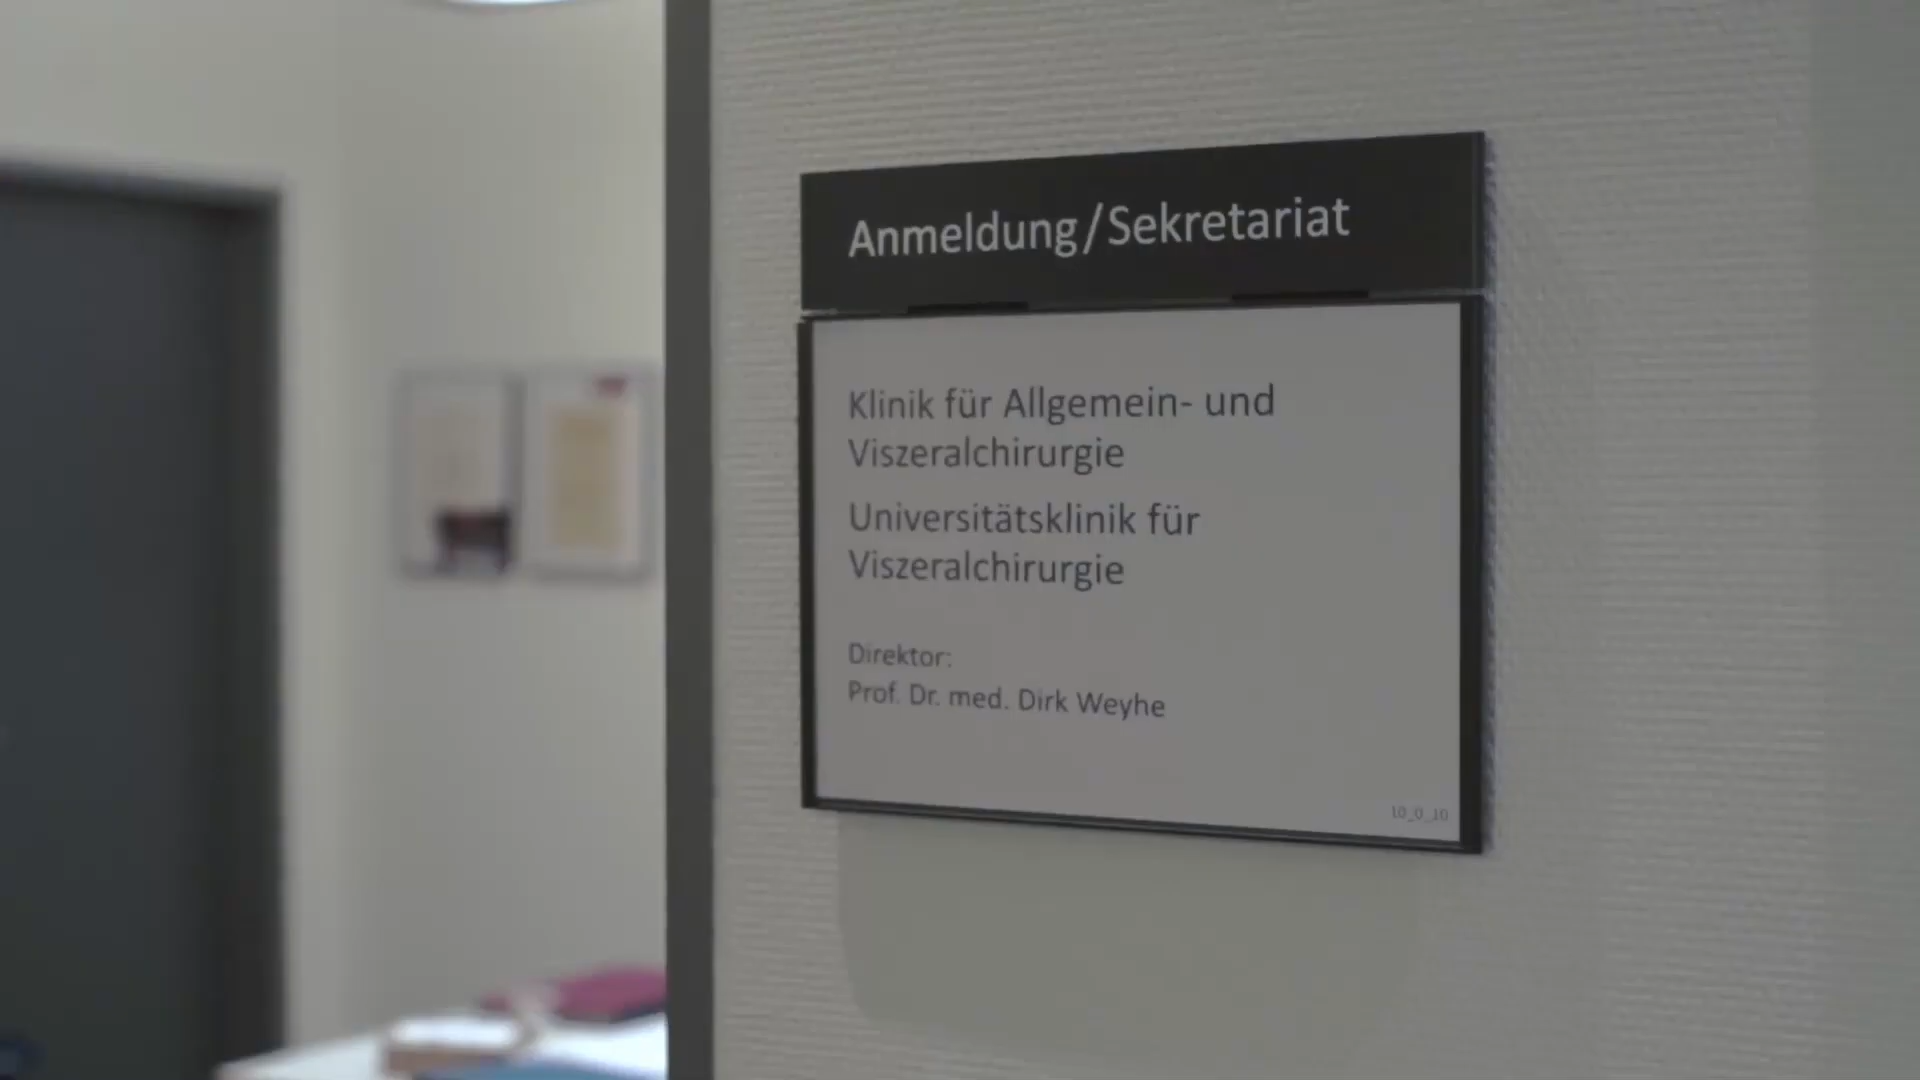 Anmeldung/Sekretariat
Klinik für Allgemein- und
Viszeralchirurgie
Universitätsklinik für
Viszeralchirurgie
Direktor:
Prof. Dr. med. Dirk Weyhe
10_0_10